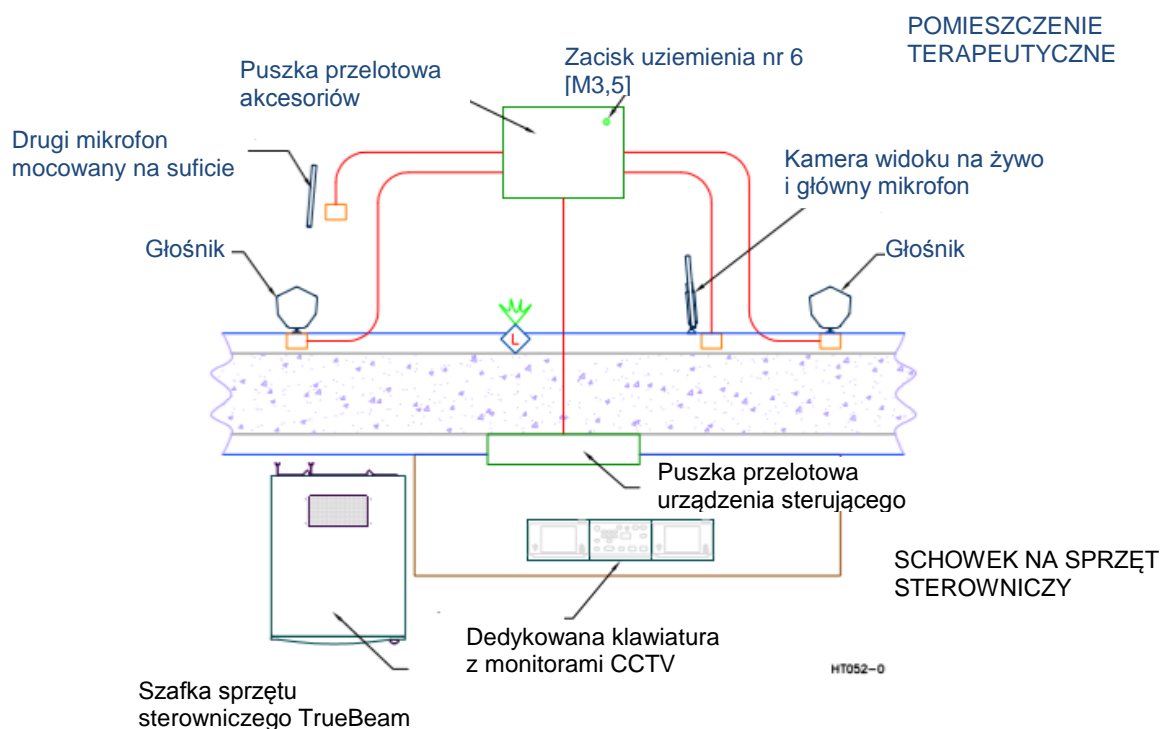 POMIESZCZENIE
TERAPEUTYCZNE
Zacisk uziemienia nr 6
[M3,5]
Puszka przelotowa
akcesoriów
Drugi mikrofon
mocowany na suficie
Kamera widoku na żywo
i główny mikrofon
Głośnik
Głośnik
L
Puszka przelotowa
urządzenia sterującego
SCHOWEK NA SPRZĘT
STEROWNICZY
Dedykowana klawiatura
z monitorami CCTV
HT052-0
Szafka sprzętu
sterowniczego TrueBeam